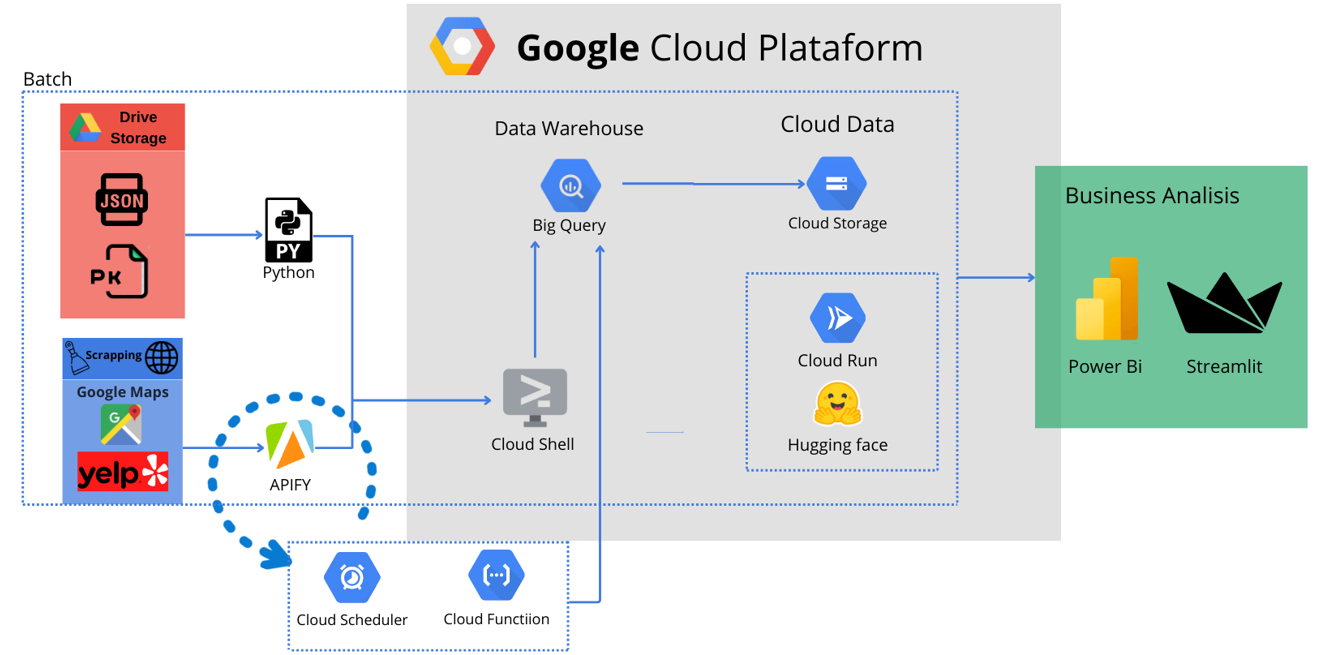 Google Cloud Plataform
Batch
Drive
Storage
JSON
PK
PY
Python
Scrapping
Google Maps
G
yelp
APIFY
Data Warehouse
Big Query
Cloud Data
Cloud Storage
Cloud Shell
Cloud Run
Hugging face
Business Analisis
Power Bi
Streamlit
Cloud Scheduler
Cloud Functiion